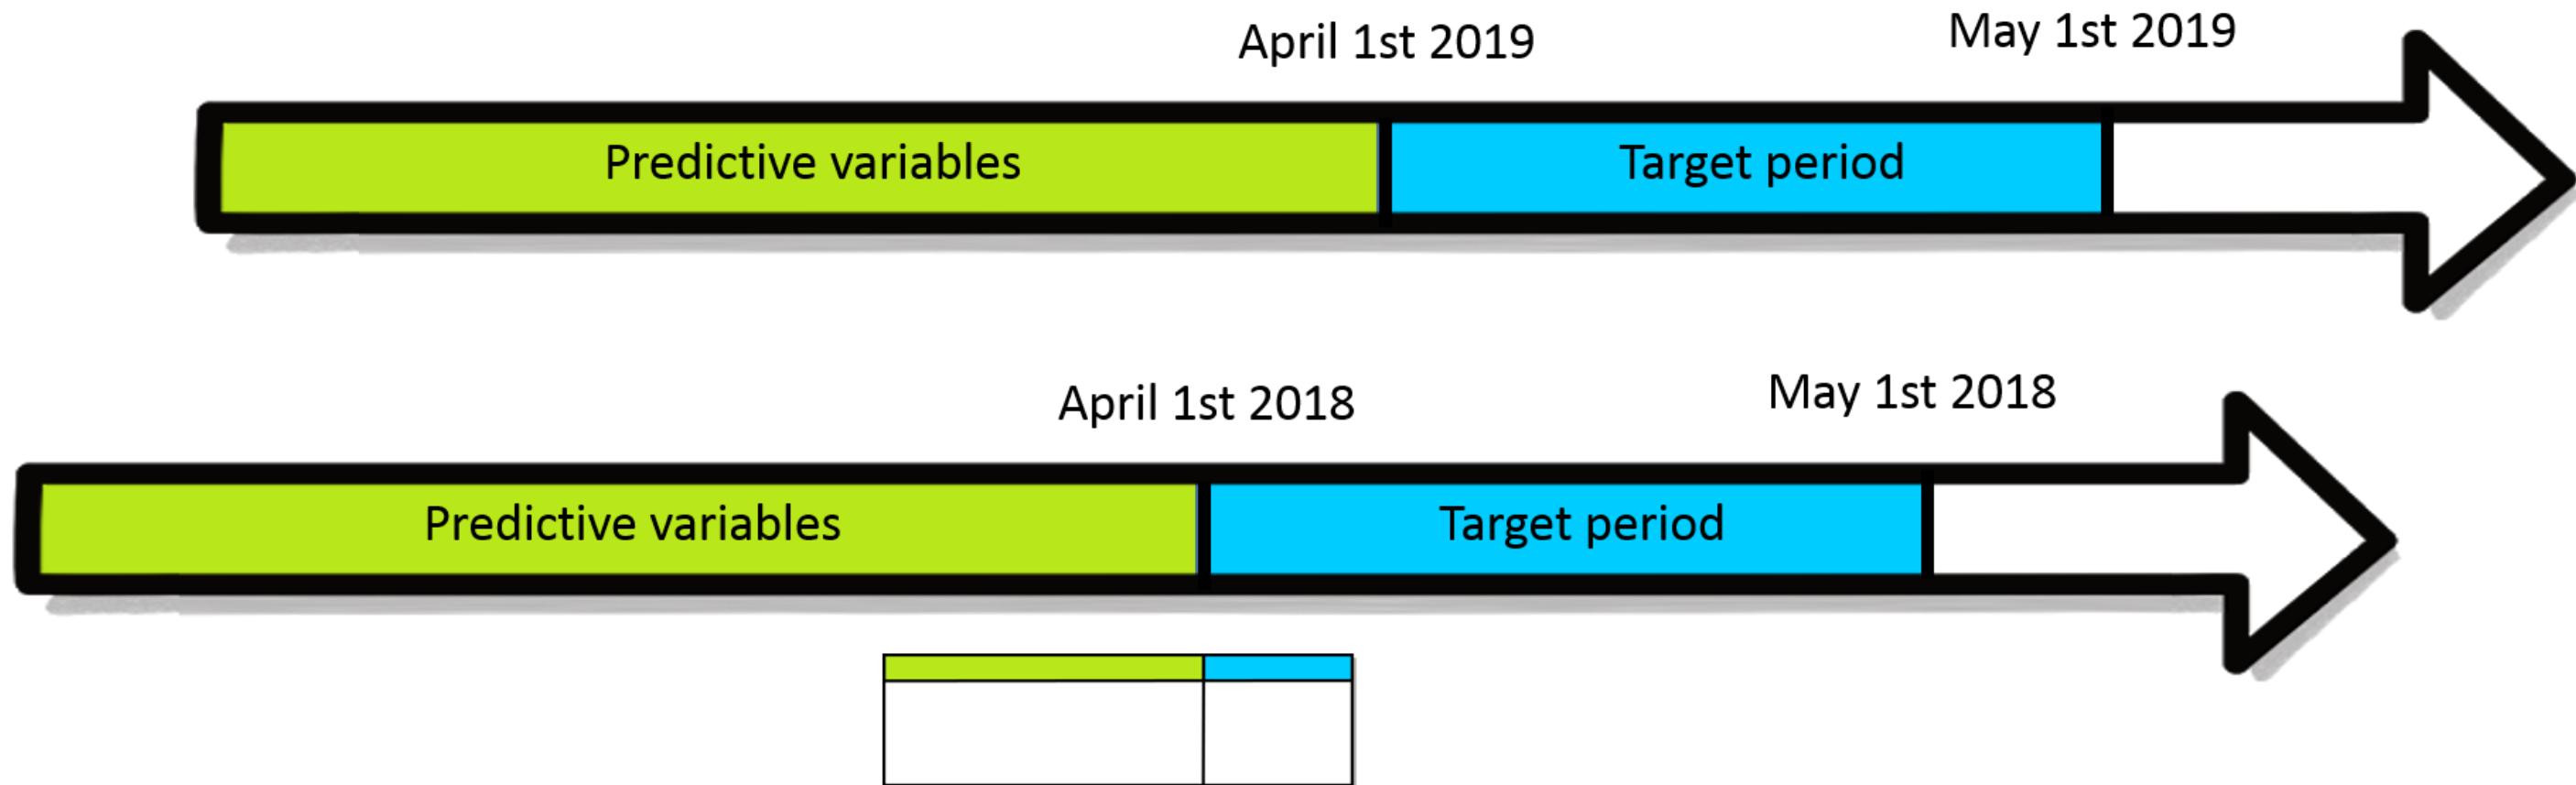 April 1st 2019
May 1st 2019
Predictive variables
Target period
April 1st 2018
May 1st 2018
Predictive variables
Target period